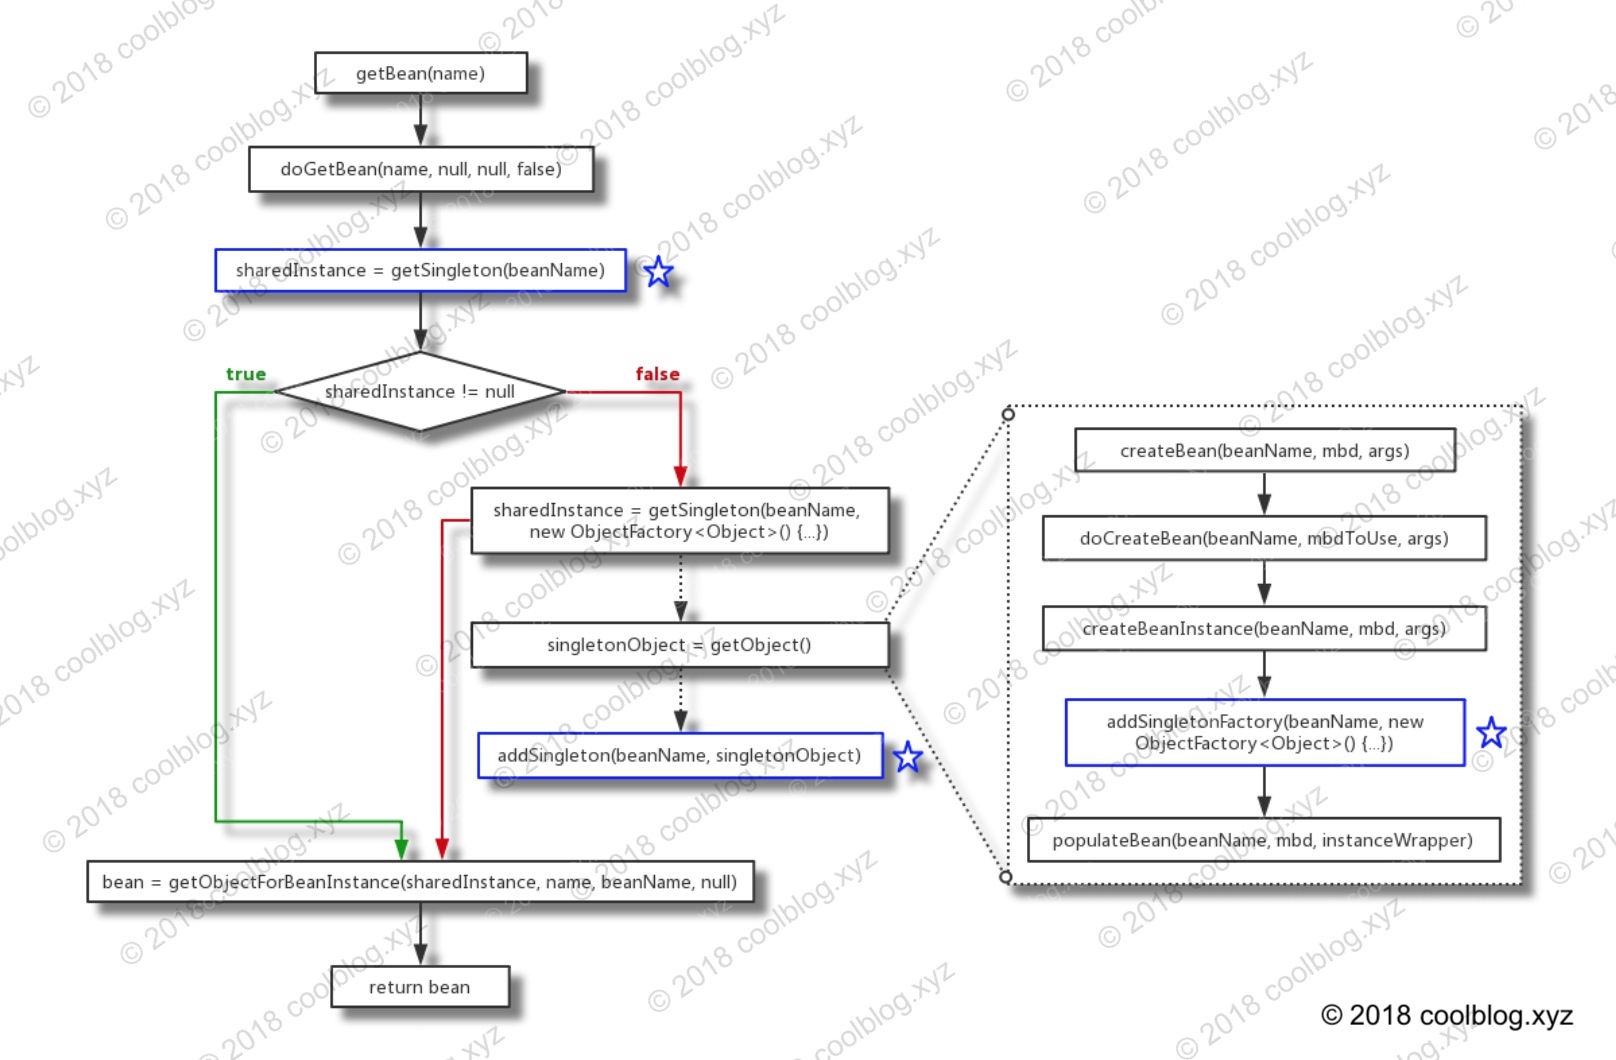 getBean(name)
doGetBean(name, null, null, false)
sharedInstance = getSingleton(beanName)
sharedInstance != null
true
false
sharedInstance = getSingleton(beanName,
new ObjectFactory<Object>() {...})
singletonObject = getObject()
addSingleton(beanName, singletonObject)
bean = getObjectForBeanInstance(sharedInstance, name, beanName, null)
return bean
createBean(beanName, mbd, args)
doCreateBean(beanName, mbdToUse, args)
createBeanInstance(beanName, mbd, args)
addSingletonFactory(beanName, new
ObjectFactory<Object>() {...})
populateBean(beanName, mbd, instanceWrapper)
© 2018 coolblog.xyz